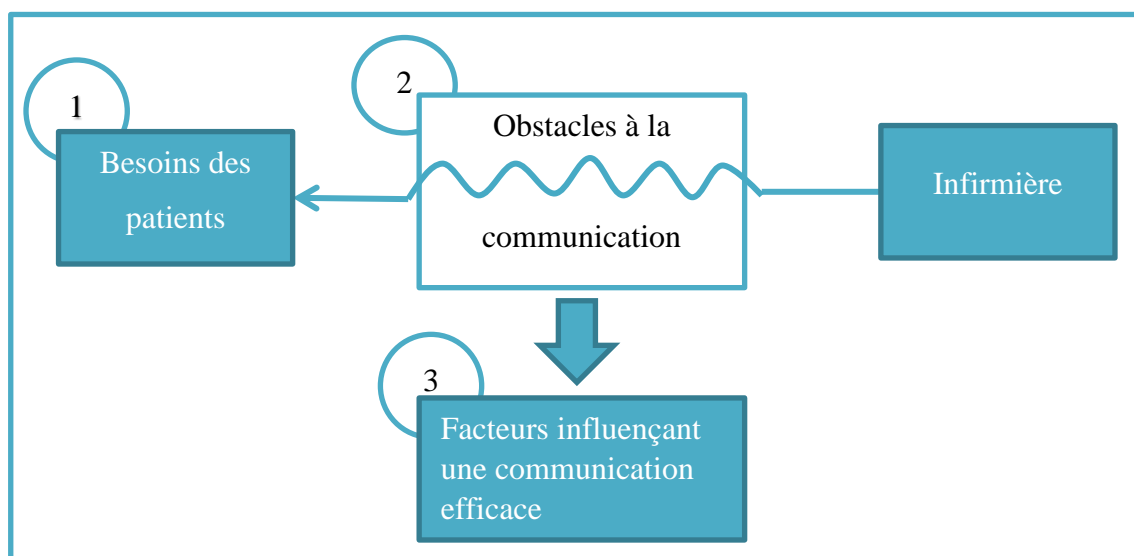 1
Besoins des
patients
2
Obstacles à la
communication
Infirmière
3
Facteurs influençant
une communication
efficace